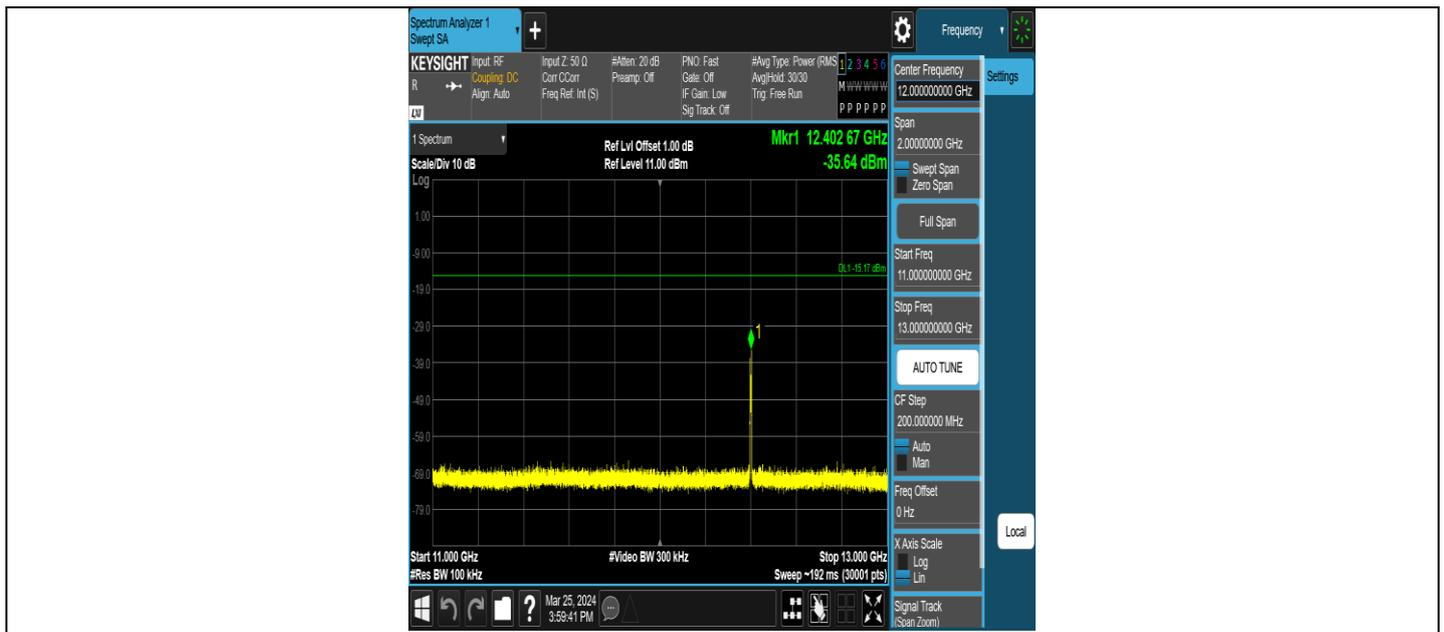 Spectrum Analyzer 1
Swept SA
+
Frequency
KEYSIGHT
R
LXI
Input: RF
Coupling: DC
Align: Auto
Input Z: 50 Ω
Corr CCorr
Freq Ref: Int (S)
#Atten: 20 dB
Preamp: Off
PNO: Fast
Gate: Off
IF Gain: Low
Sig Track: Off
#Avg Type: Power (RMS
Avg|Hold: 30/30
Trig: Free Run
1 2 3 4 5 6
M W W W W W
P P P P P P
1 Spectrum
Scale/Div 10 dB
Log
Ref Lvl Offset 1.00 dB
Ref Level 11.00 dBm
Mkr1 12.402 67 GHz
-35.64 dBm
1.00
-9.00
-19.0
-29.0
-39.0
-49.0
-59.0
-69.0
-79.0
DL1 -15.17 dBm
1
Start 11.000 GHz
#Res BW 100 kHz
#Video BW 300 kHz
Stop 13.000 GHz
Sweep ~192 ms (30001 pts)
?
Mar 25, 2024
3:59:41 PM
Center Frequency
12.000000000 GHz
Settings
Span
2.00000000 GHz
Swept Span
Zero Span
Full Span
Start Freq
11.000000000 GHz
Stop Freq
13.000000000 GHz
AUTO TUNE
CF Step
200.000000 MHz
Auto
Man
Freq Offset
0 Hz
X Axis Scale
Log
Lin
Local
Signal Track
(Span Zoom)